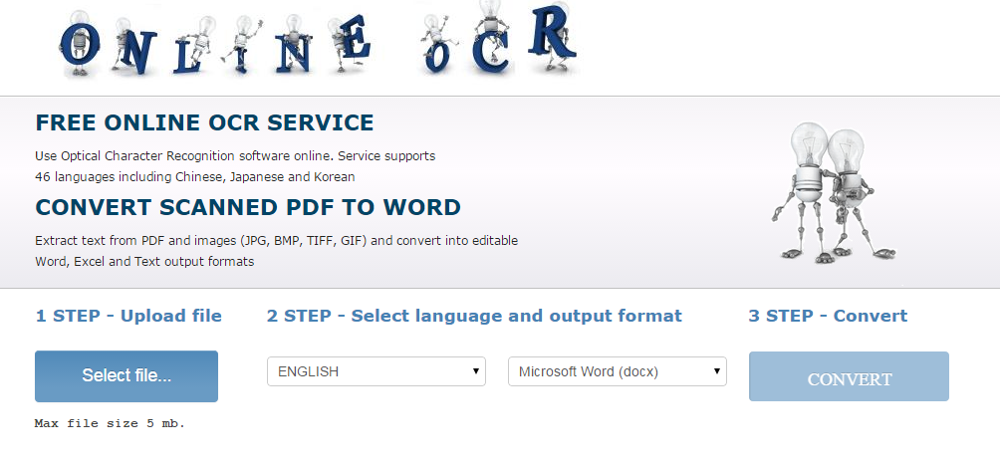 ONLINE OCR
FREE ONLINE OCR SERVICE
Use Optical Character Recognition software online. Service supports
46 languages including Chinese, Japanese and Korean
CONVERT SCANNED PDF TO WORD
Extract text from PDF and images (JPG, BMP, TIFF, GIF) and convert into editable
Word, Excel and Text output formats
1 STEP - Upload file
2 STEP - Select language and output format
3 STEP - Convert
Select file...
ENGLISH
Microsoft Word (docx)
CONVERT
Max file size 5 mb.